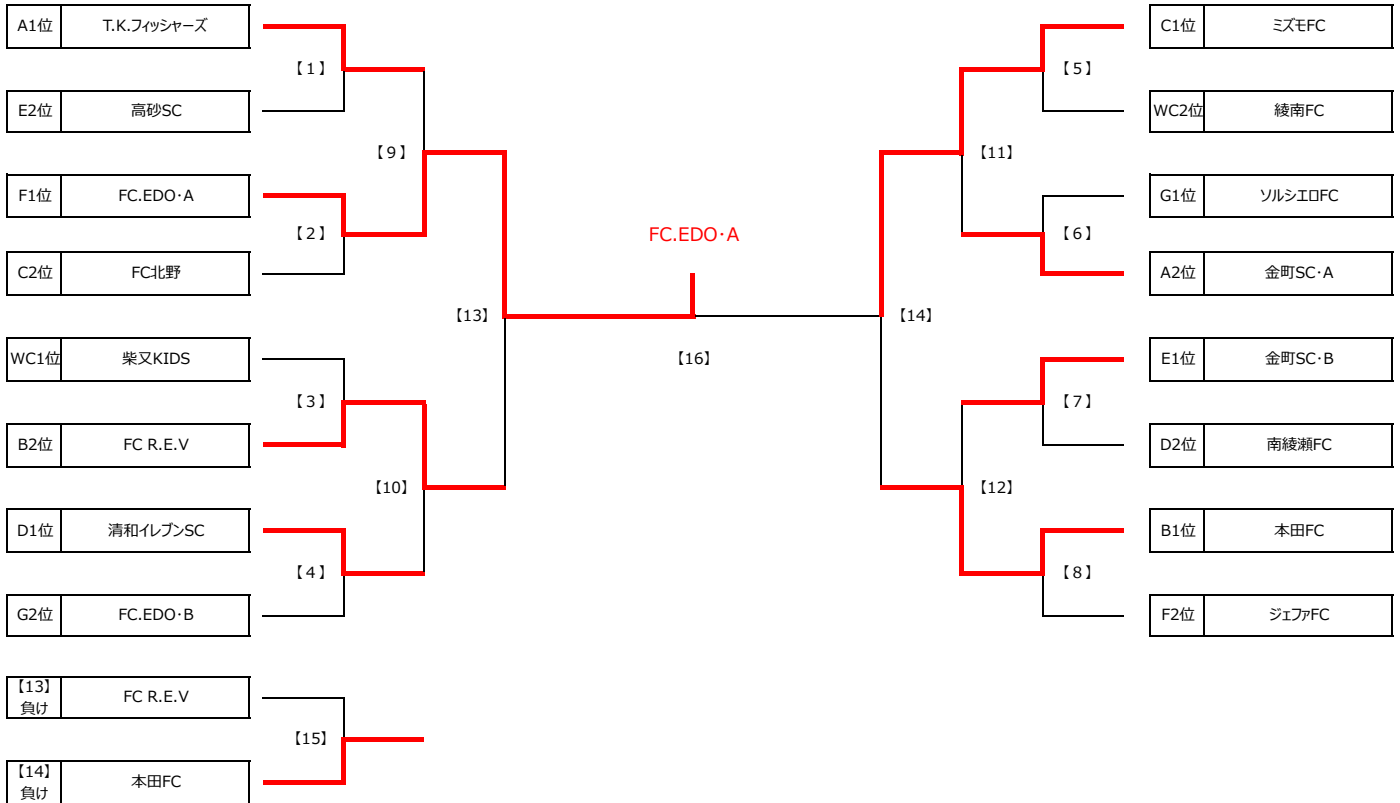 A1位 T.K.フィッシャーズ
【1】
E2位 高砂SC
【9】
F1位 FC.EDO･A
【2】
C2位 FC北野
【13】
WC1位 柴又KIDS
【3】
B2位 FC R.E.V
【10】
D1位 清和イレブンSC
【4】
G2位 FC.EDO･B
【13】
負け
FC R.E.V
【15】
【14】
負け
本田FC
FC.EDO･A
【16】
C1位 ミズモFC
【5】
WC2位 綾南FC
【11】
G1位 ソルシエロFC
【6】
A2位 金町SC･A
【14】
E1位 金町SC･B
【7】
D2位 南綾瀬FC
【12】
B1位 本田FC
【8】
F2位 ジェファFC